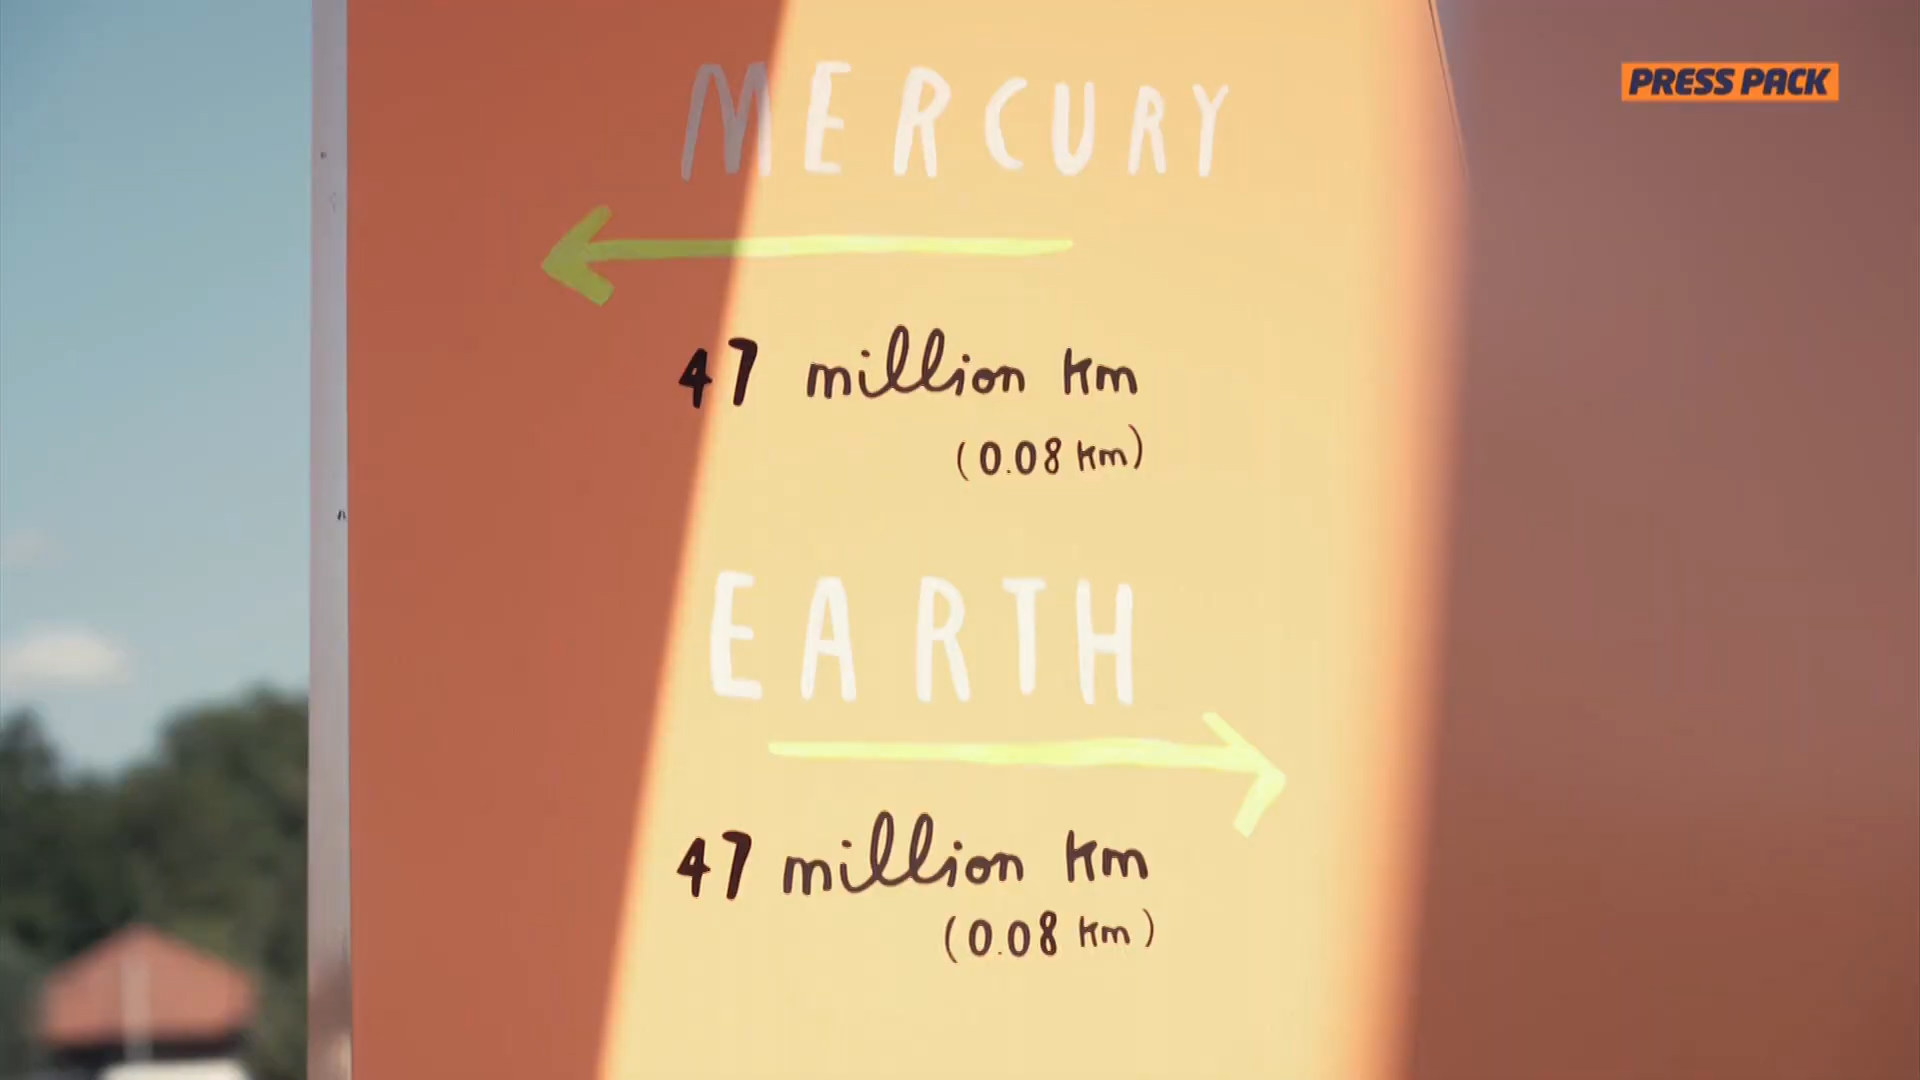 PRESS PACK
MERCURY
47 million km
(0.08 km)
EARTH
47 million km
(0.08 km)